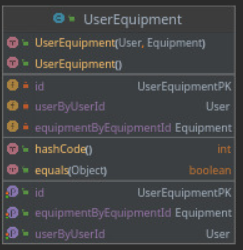 UserEquipment
UserEquipment(User, Equipment)
UserEquipment()
id UserEquipmentPK
userByUserId User
equipmentByEquipmentId Equipment
hashCode() int
equals(Object) boolean
id UserEquipmentPK
equipmentByEquipmentId Equipment
userByUserId User